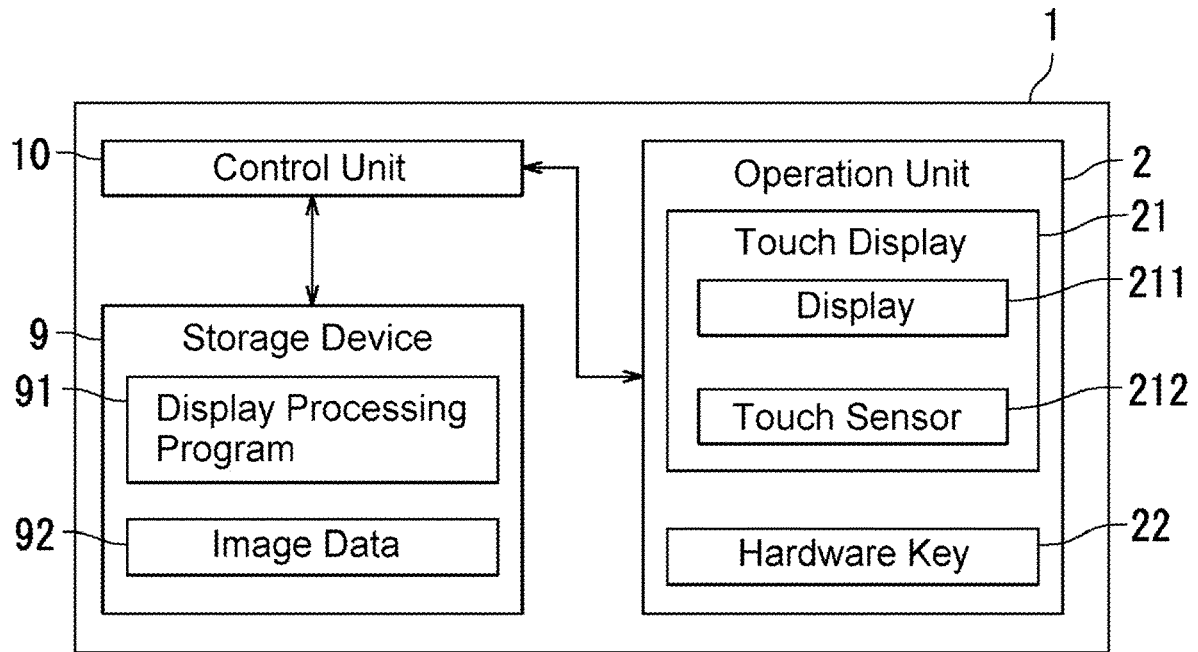 1
10
Control Unit
Operation Unit
2
Touch Display
21
Display
211
9
Storage Device
91
Display Processing
Program
Touch Sensor
212
92
Image Data
Hardware Key
22